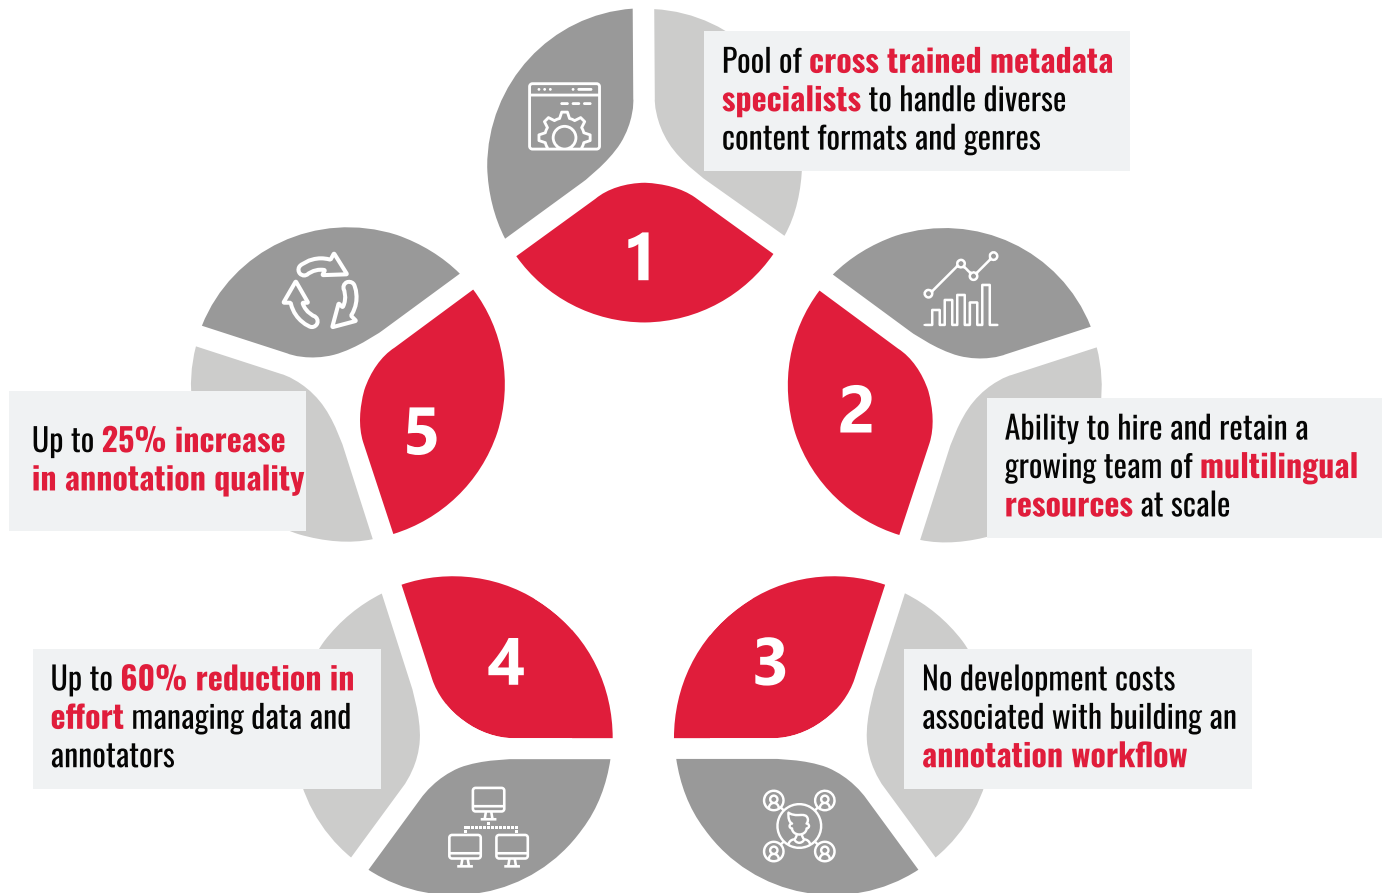 1
Pool of cross trained metadata
specialists to handle diverse
content formats and genres
2
Ability to hire and retain a
growing team of multilingual
resources at scale
3
No development costs
associated with building an
annotation workflow
4
Up to 60% reduction in
effort managing data and
annotators
5
Up to 25% increase
in annotation quality